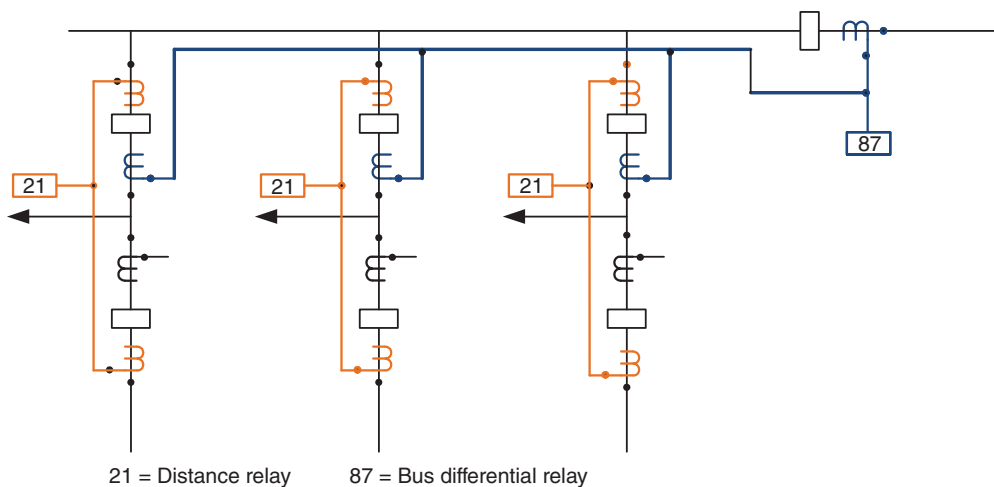 87
21
21
21
21 = Distance relay
87 = Bus differential relay